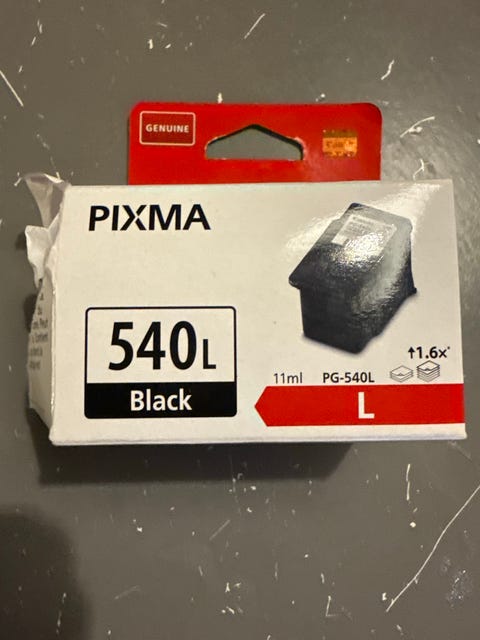 GENUINE
PIXMA
540L
Black
11ml PG-540L
↑1.6x*
L